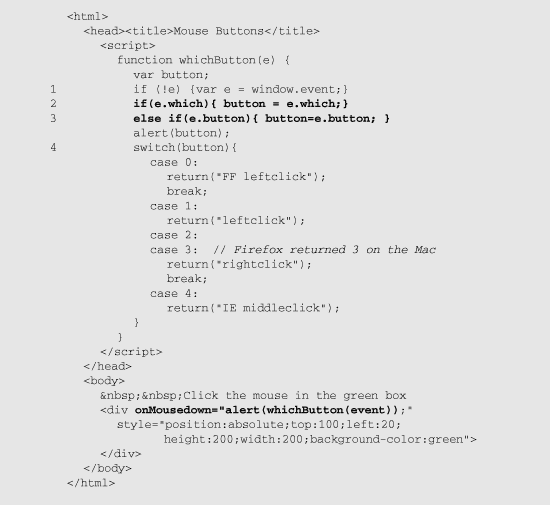 <html>
<head><title>Mouse Buttons</title>
<script>
function whichButton(e) {
var button;
1 if (!e) {var e = window.event;}
2 if(e.which){ button = e.which;}
3 else if(e.button){ button=e.button; }
alert(button);
4 switch(button){
case 0:
return("FF leftclick");
break;
case 1:
return("leftclick");
case 2:
case 3: // Firefox returned 3 on the Mac
return("rightclick");
break;
case 4:
return("IE middleclick");
}
}
</script>
</head>
<body>
&nbsp;&nbsp;Click the mouse in the green box
<div onMousedown="alert(whichButton(event));"
style="position:absolute;top:100;left:20;
height:200;width:200;background-color:green">
</div>
</body>
</html>